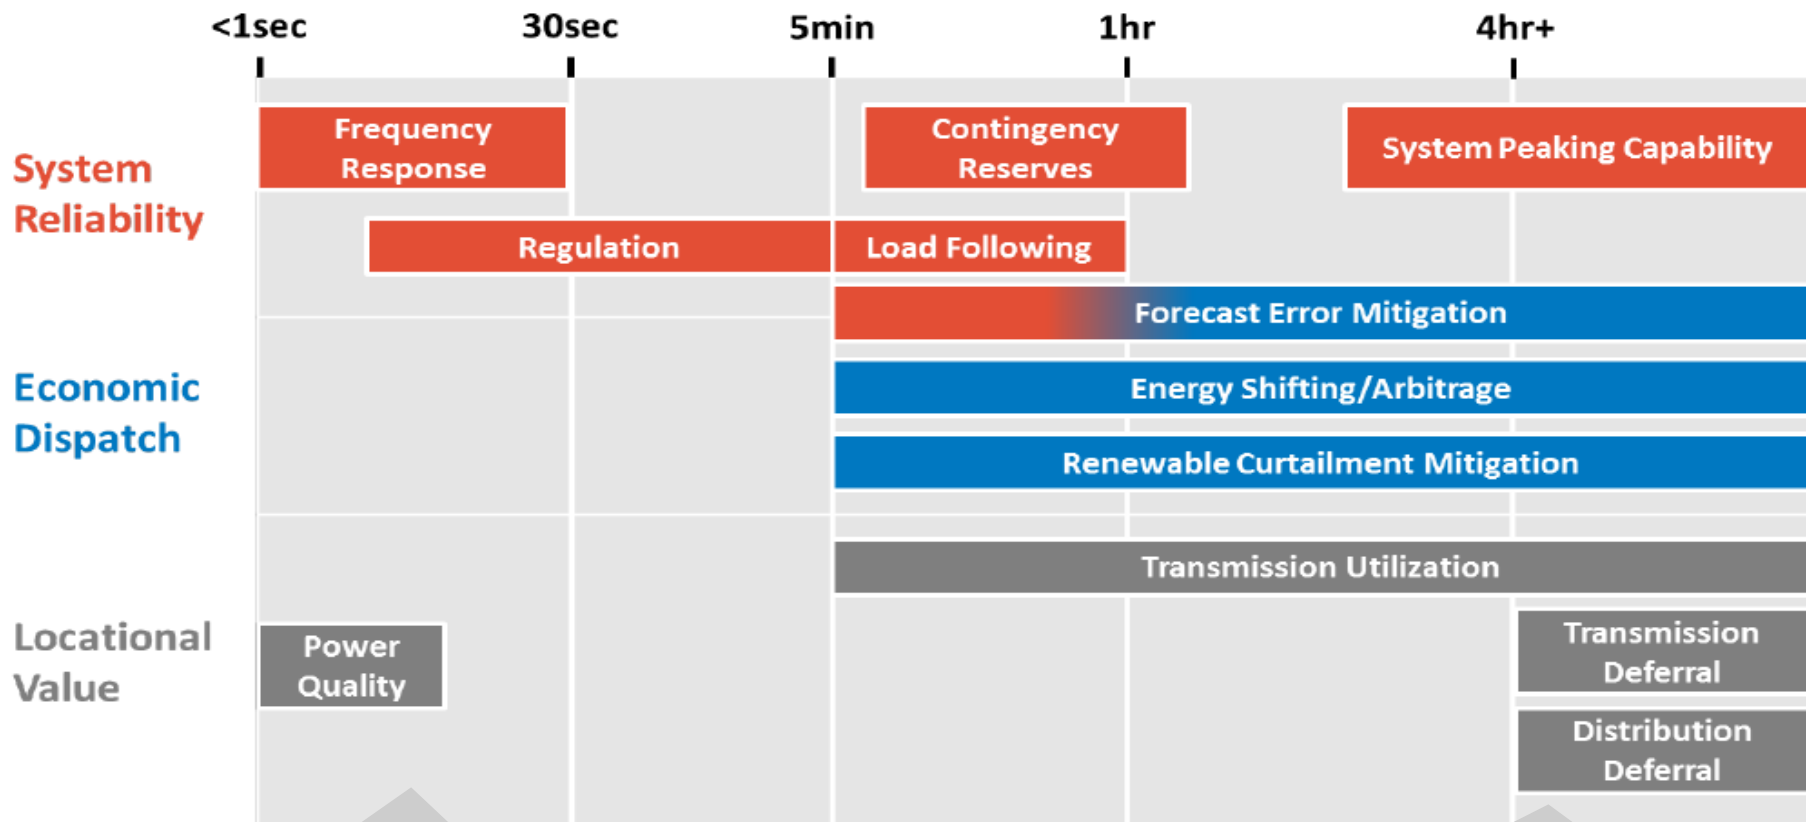 <1sec 30sec 5min 1hr 4hr+
System
Reliability
Frequency
Response
Contingency
Reserves
System Peaking Capability
Regulation
Load Following
Forecast Error Mitigation
Economic
Dispatch
Energy Shifting/Arbitrage
Renewable Curtailment Mitigation
Locational
Value
Transmission Utilization
Power
Quality
Transmission
Deferral
Distribution
Deferral